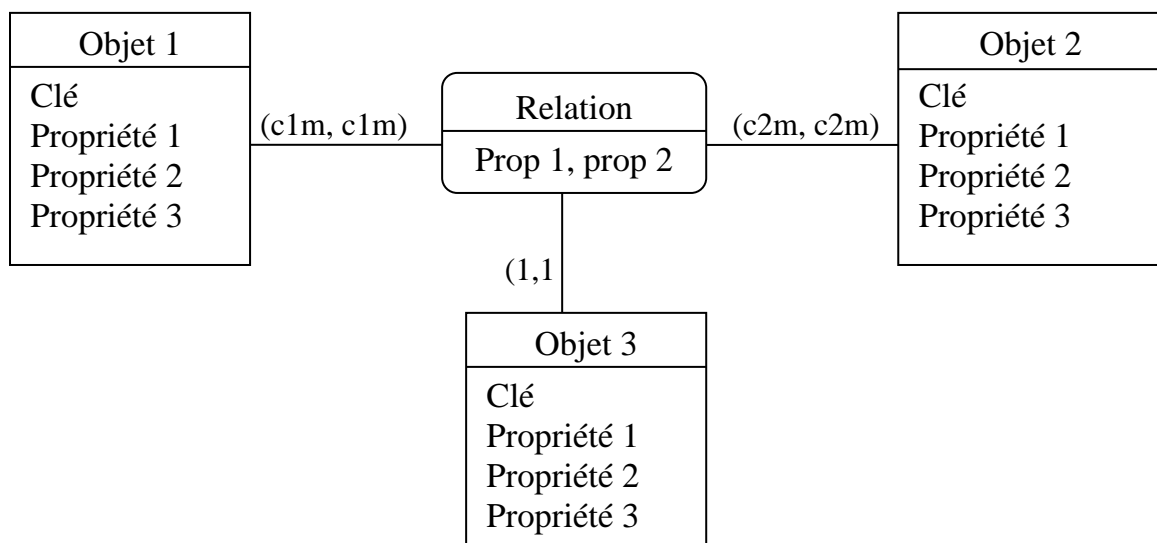 Objet 1
Clé
Propriété 1
Propriété 2
Propriété 3
(c1m, c1m)
Relation
Prop 1, prop 2
(c2m, c2m)
Objet 2
Clé
Propriété 1
Propriété 2
Propriété 3
(1,1
Objet 3
Clé
Propriété 1
Propriété 2
Propriété 3